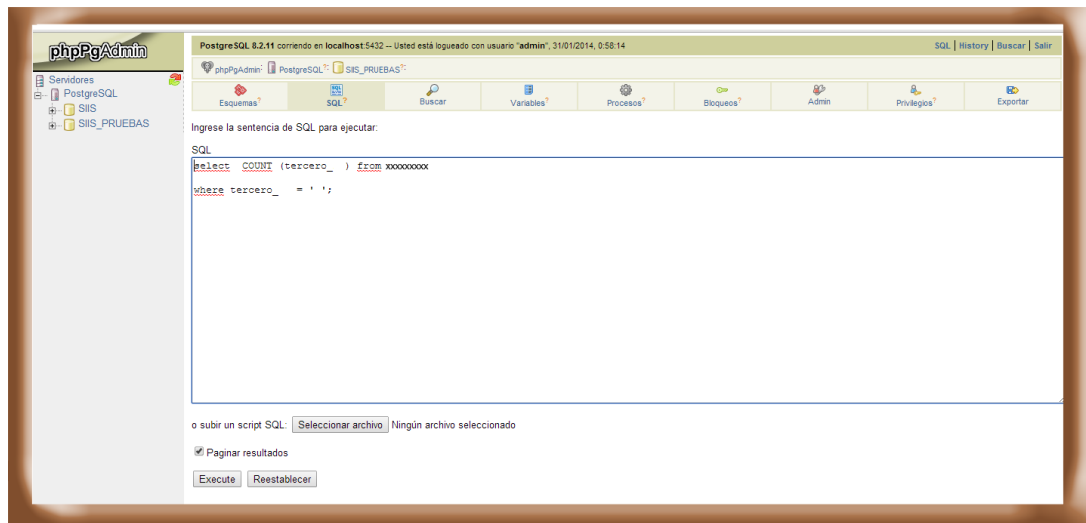 phpPgAdmin
PostgreSQL 8.2.11 corriendo en localhost:5432 -- Usted está logueado con usuario "admin", 31/01/2014, 0:58:14
SQL | History | Buscar | Salir
phpPgAdmin: PostgreSQL?: SIIS_PRUEBAS?:
Servidores
PostgreSQL
SIIS
SIIS_PRUEBAS
Esquemas? SQL? Buscar Variables? Procesos? Bloqueos? Admin Privilegios? Exportar
Ingrese la sentencia de SQL para ejecutar:
SQL
select COUNT (tercero_ ) from xxxxxxxxx
where tercero_ = ' ';
o subir un script SQL: Seleccionar archivo Ningún archivo seleccionado
Paginar resultados
Execute Reestablecer